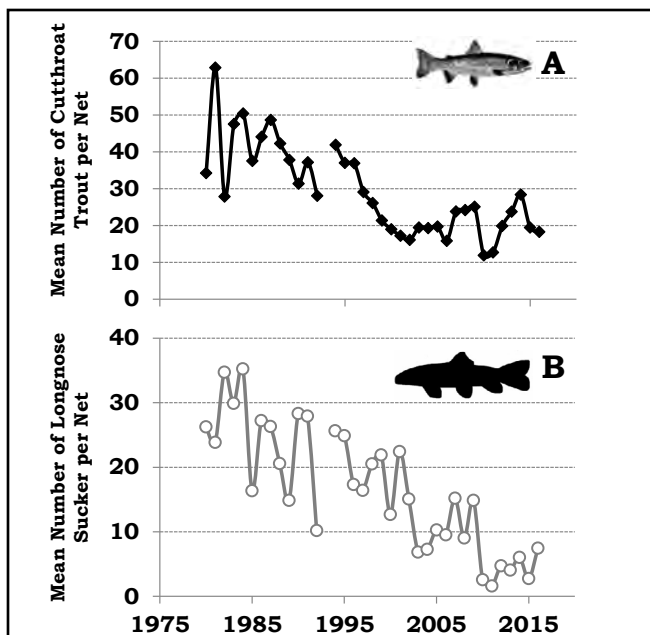 Mean Number of Cutthroat
Trout per Net
70
60
50
40
30
20
10
0
A
Mean Number of Longnose
Sucker per Net
40
30
20
10
0
B
1975 1985 1995 2005 2015